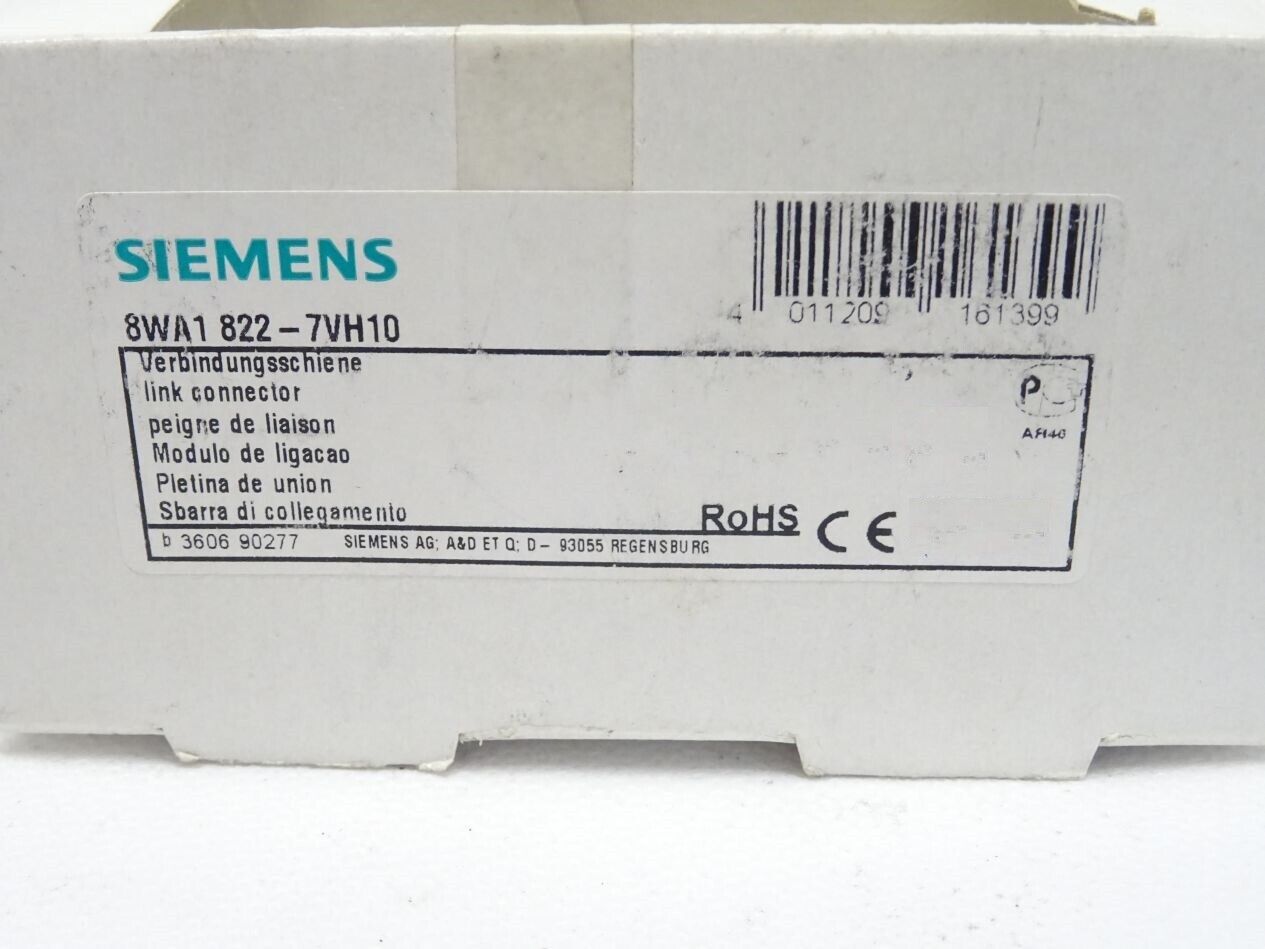 SIEMENS
4 011209 161399
8WA1 822-7VH10
Verbindungsschiene
link connector
peigne de liaison
Modulo de ligacao
Pletina de union
Sbarra di collegamento
RoHS CE
b 3606 90277 SIEMENS AG; A&D ET Q; D- 93055 REGENSBURG